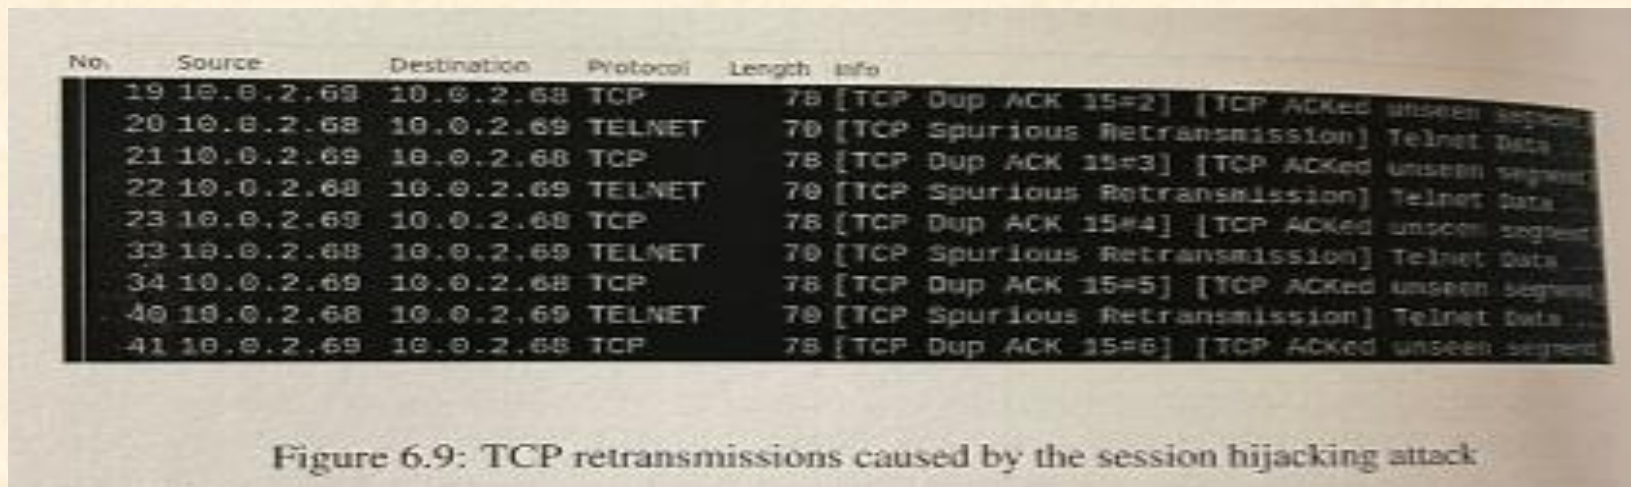 No. Source Destination Protocol Length Info
19 10.0.2.69 10.0.2.68 TCP 78 [TCP Dup ACK 15#2] [TCP ACKed unseen segment]
20 10.0.2.68 10.0.2.69 TELNET 70 [TCP Spurious Retransmission] Telnet Data ...
21 10.0.2.69 10.0.2.68 TCP 78 [TCP Dup ACK 15#3] [TCP ACKed unseen segment]
22 10.0.2.68 10.0.2.69 TELNET 70 [TCP Spurious Retransmission] Telnet Data ...
23 10.0.2.69 10.0.2.68 TCP 78 [TCP Dup ACK 15#4] [TCP ACKed unseen segment]
33 10.0.2.68 10.0.2.69 TELNET 70 [TCP Spurious Retransmission] Telnet Data ...
34 10.0.2.69 10.0.2.68 TCP 78 [TCP Dup ACK 15#5] [TCP ACKed unseen segment]
40 10.0.2.68 10.0.2.69 TELNET 70 [TCP Spurious Retransmission] Telnet Data ...
41 10.0.2.69 10.0.2.68 TCP 78 [TCP Dup ACK 15#6] [TCP ACKed unseen segment]
Figure 6.9: TCP retransmissions caused by the session hijacking attack